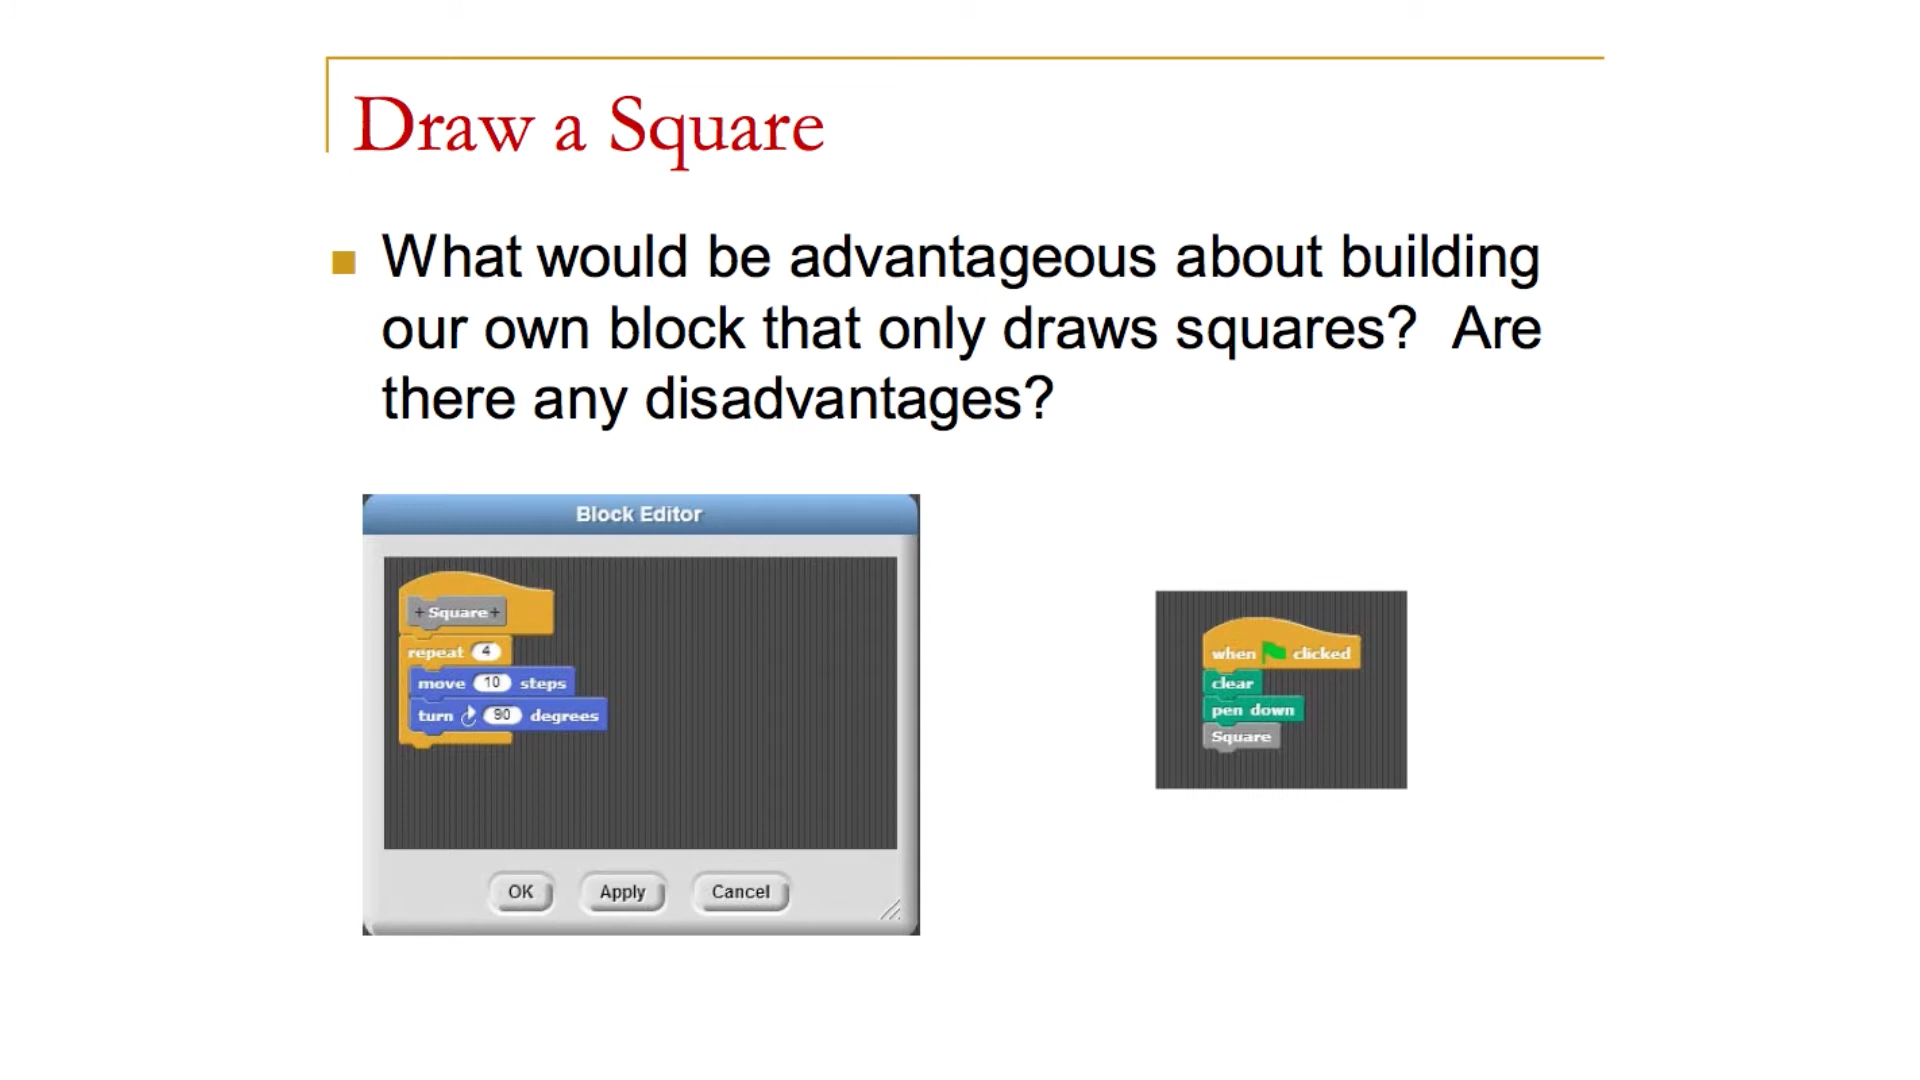 Draw a Square
What would be advantageous about building
our own block that only draws squares?  Are
there any disadvantages?
Block Editor
+ Square +
repeat 4
move 10 steps
turn 90 degrees
OK Apply Cancel
when clicked
clear
pen down
Square